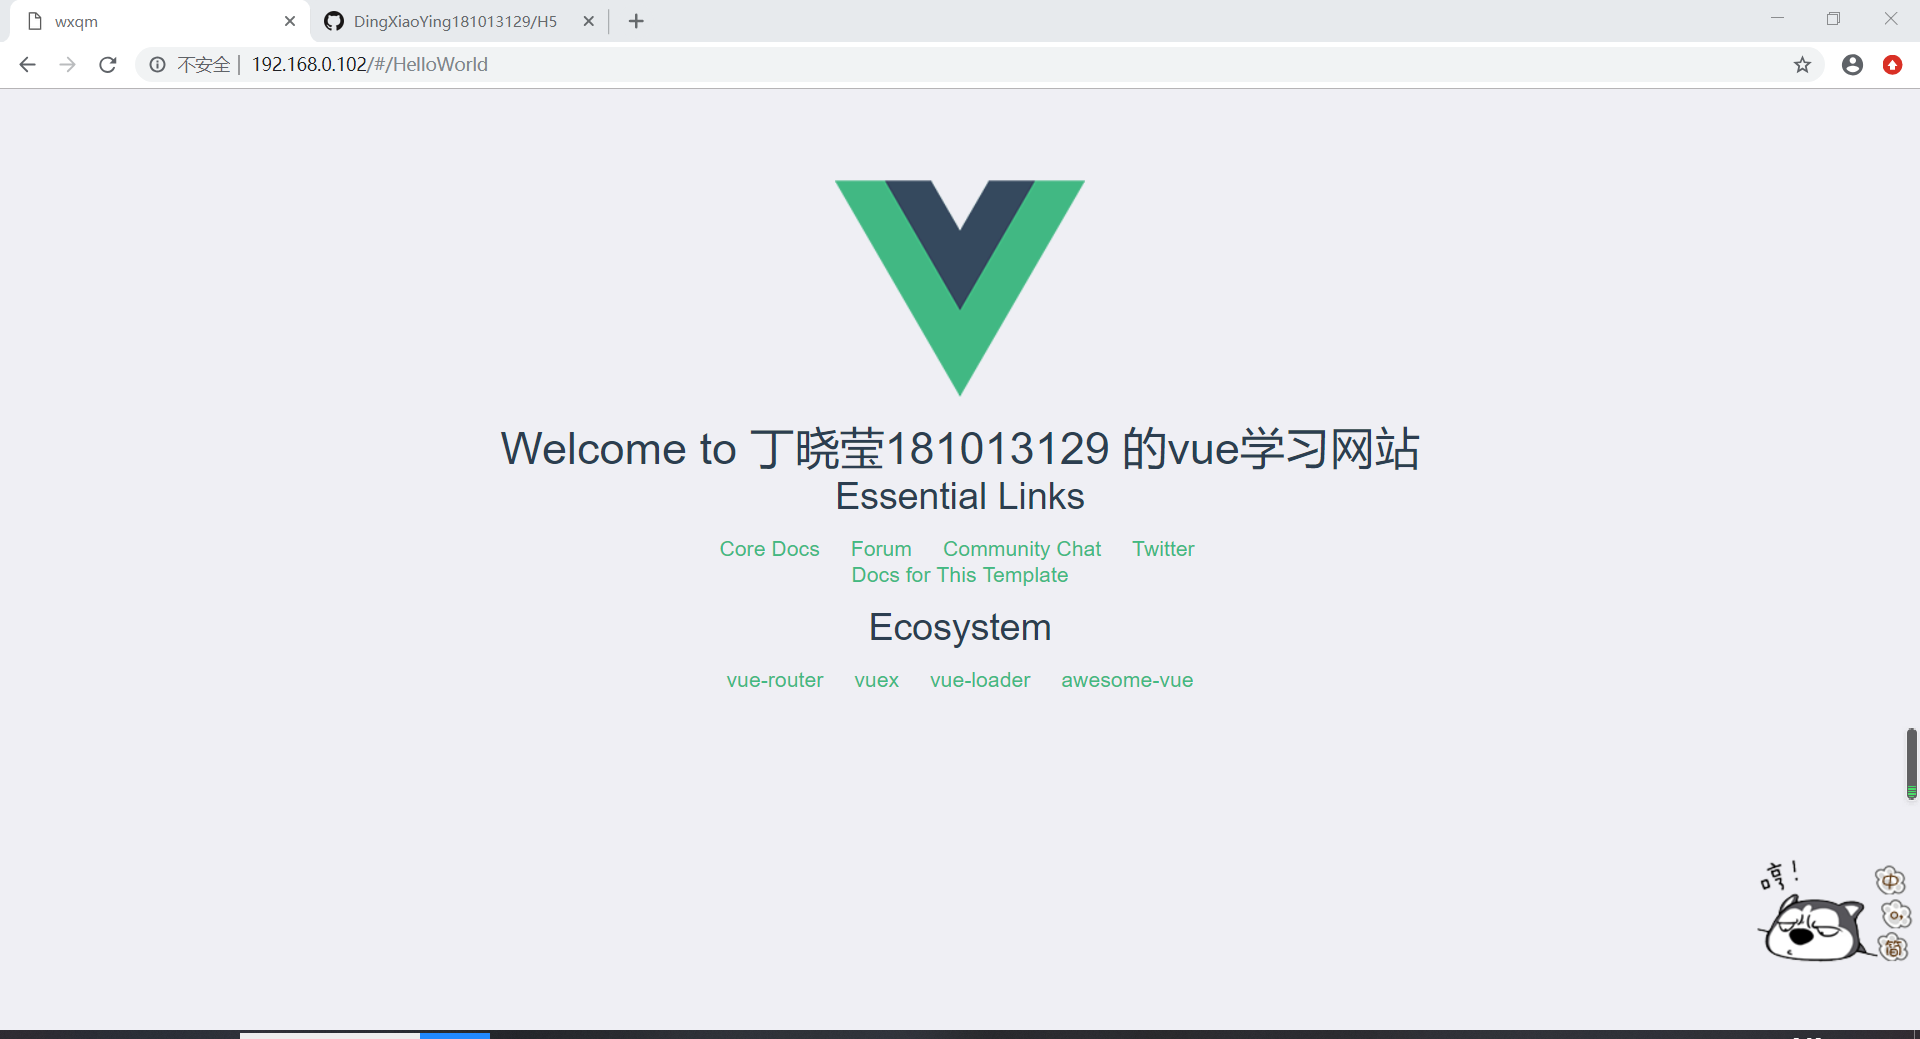 wxqm
DingXiaoYing181013129/H5
不安全 | 192.168.0.102/#/HelloWorld
Welcome to 丁晓莹181013129 的vue学习网站
Essential Links
Core Docs Forum Community Chat Twitter
Docs for This Template
Ecosystem
vue-router vuex vue-loader awesome-vue
哼!
中
简